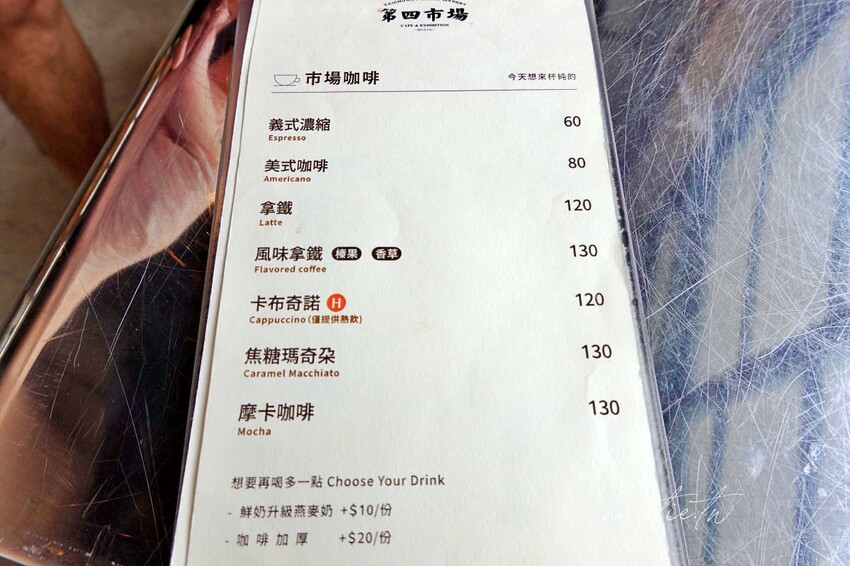 第四市場
CAFE & EXHIBITION
市場咖啡 今天想來杯純的
義式濃縮 60
Espresso
美式咖啡 80
Americano
拿鐵 120
Latte
風味拿鐵 榛果 香草 130
Flavored coffee
卡布奇諾 H 120
Cappuccino (僅提供熱飲)
焦糖瑪奇朵 130
Caramel Macchiato
摩卡咖啡 130
Mocha
想要再喝多一點 Choose Your Drink
- 鮮奶升級燕麥奶 +$10/份
- 咖啡加厚 +$20/份